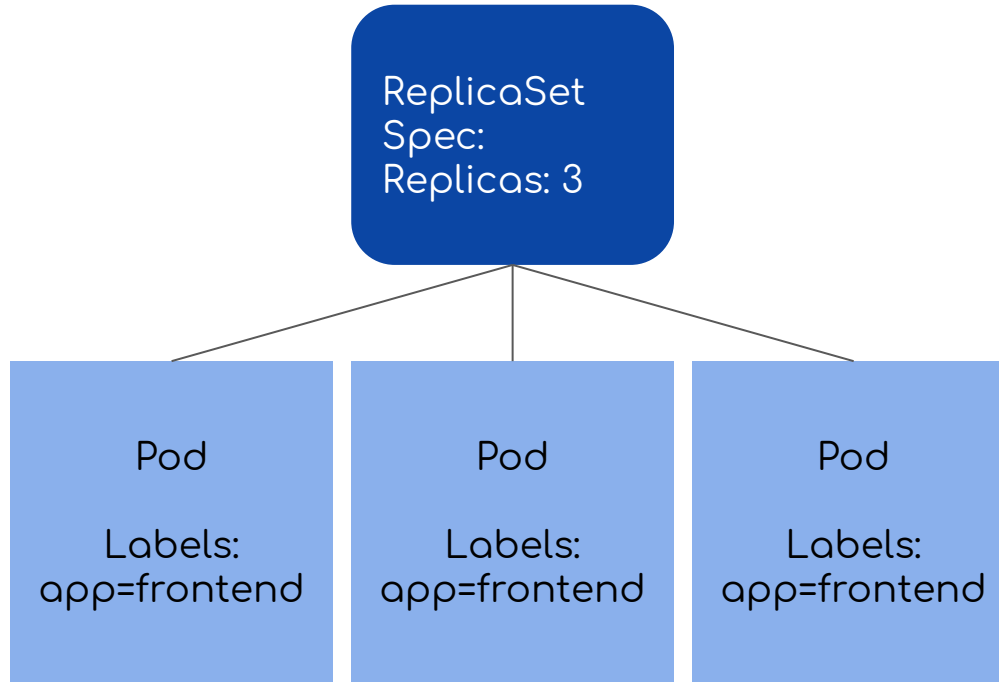 ReplicaSet
Spec:
Replicas: 3
Pod
Labels:
app=frontend
Pod
Labels:
app=frontend
Pod
Labels:
app=frontend